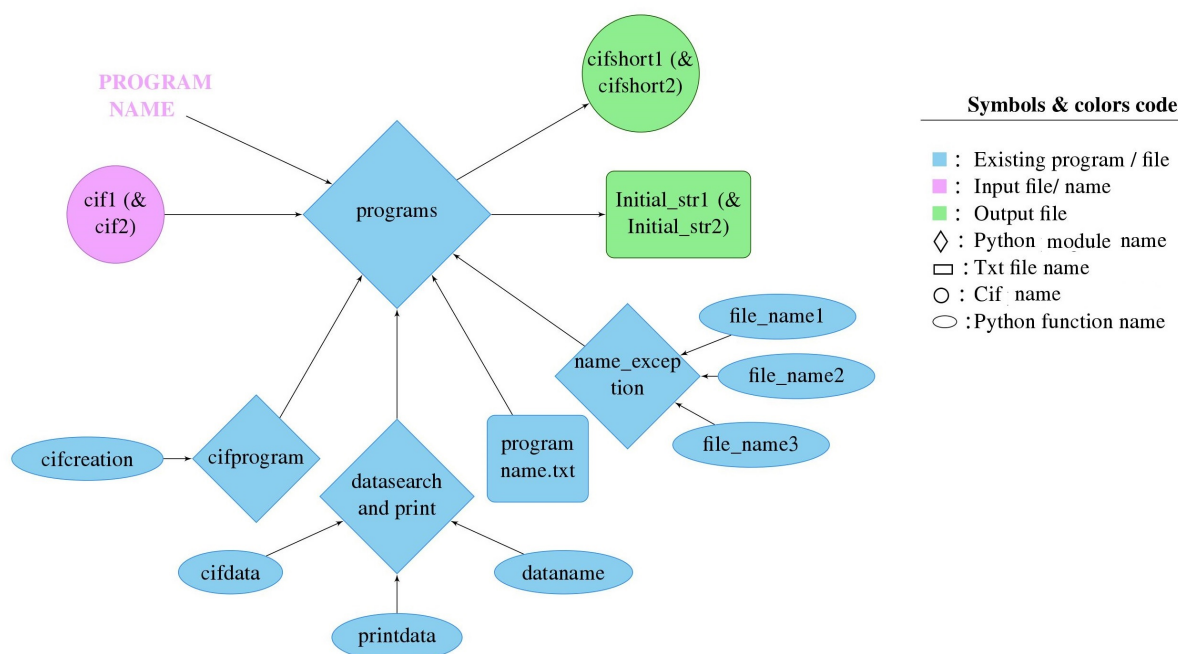 cifshort1 (&
cifshort2)
PROGRAM
NAME
cif1 (&
cif2)
programs
Initial_str1 (&
Initial_str2)
file_name1
name_excep
tion
file_name2
file_name3
cifcreation
cifprogram
program
name.txt
datasearch
and print
cifdata
dataname
printdata
Symbols & colors code
: Existing program / file
: Input file/ name
: Output file
: Python module name
: Txt file name
: Cif name
: Python function name